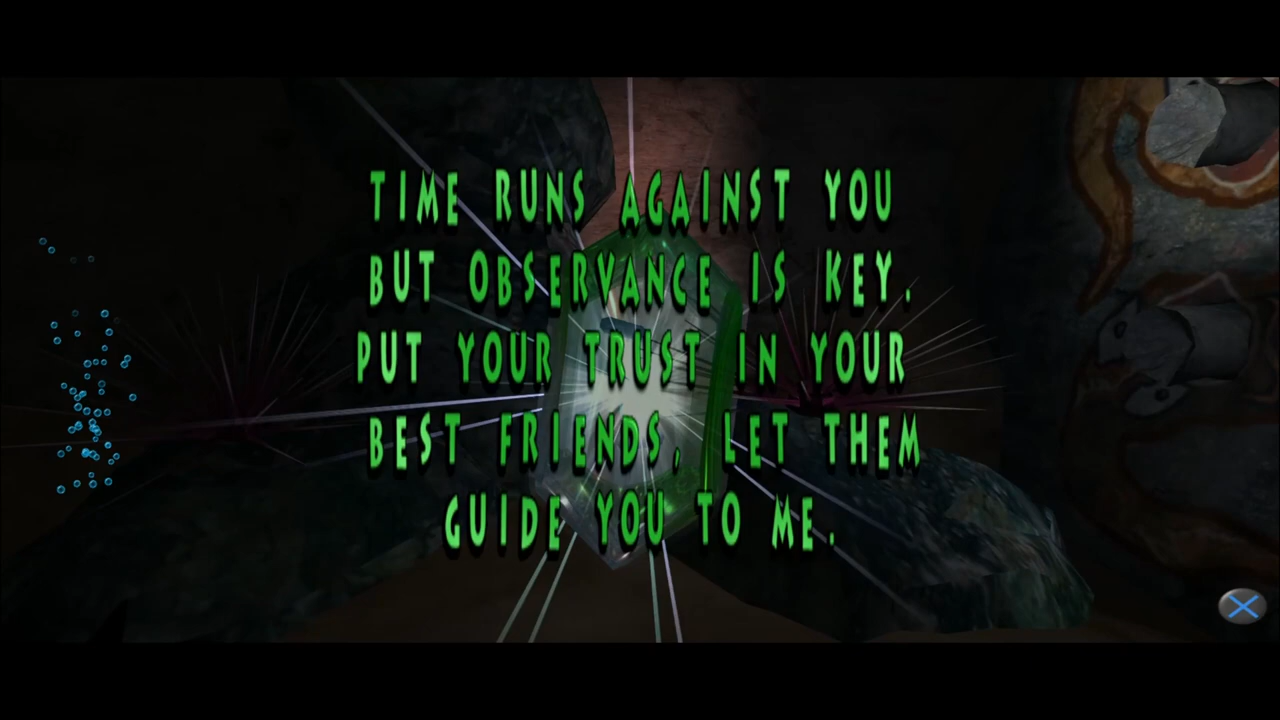 TIME RUNS AGAINST YOU
BUT OBSERVANCE IS KEY.
PUT YOUR TRUST IN YOUR
BEST FRIENDS, LET THEM
GUIDE YOU TO ME.